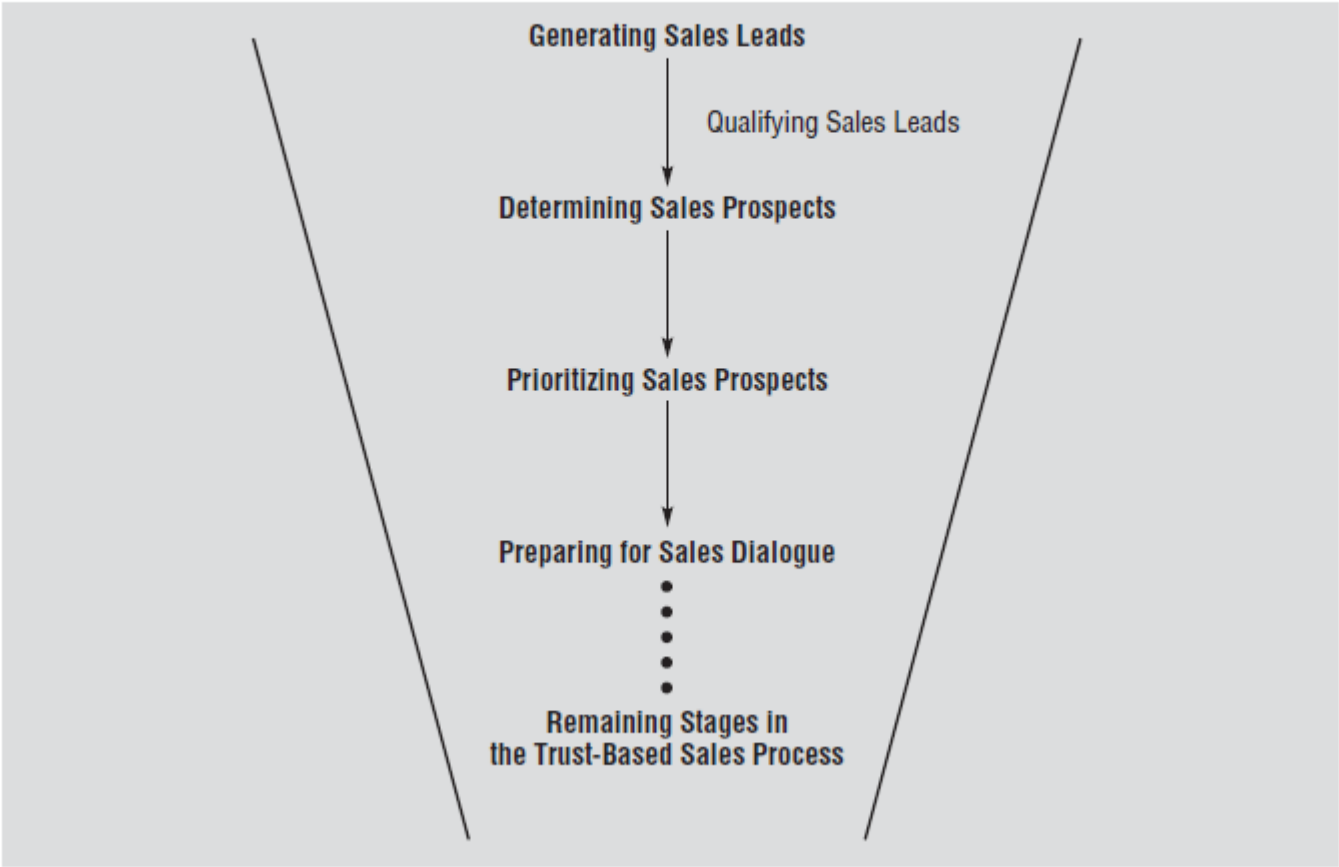 Generating Sales Leads
Qualifying Sales Leads
Determining Sales Prospects
Prioritizing Sales Prospects
Preparing for Sales Dialogue
Remaining Stages in
the Trust-Based Sales Process